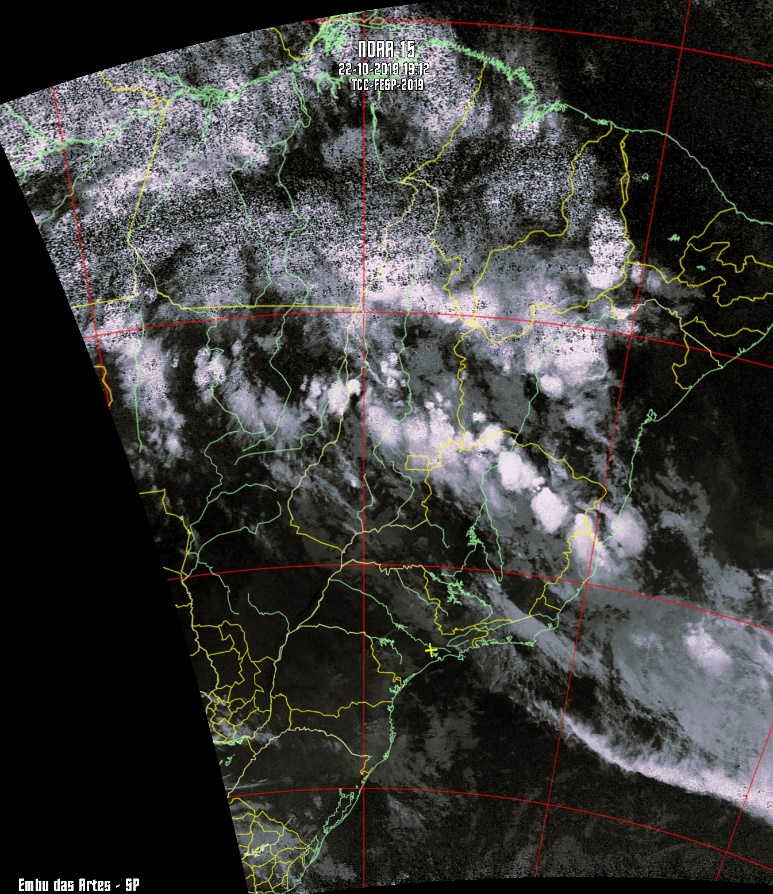 NOAA 15
22-10-2019 19:12
TCC-FESP-2019
Embu das Artes - SP